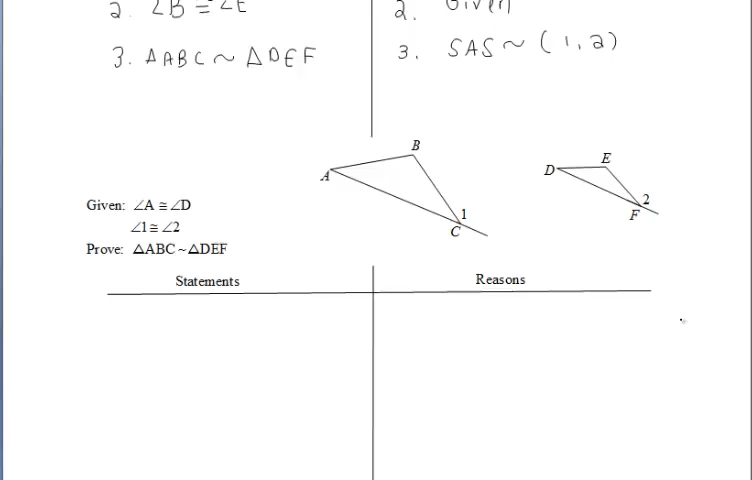 2. ∠B ≅ ∠E 2. Given
3. △ABC ~ △DEF 3. SAS~ (1,2)
B
E
A
D
1
2
C
F
Given: ∠A ≅ ∠D
∠1 ≅ ∠2
Prove: △ABC ~ △DEF
Statements Reasons